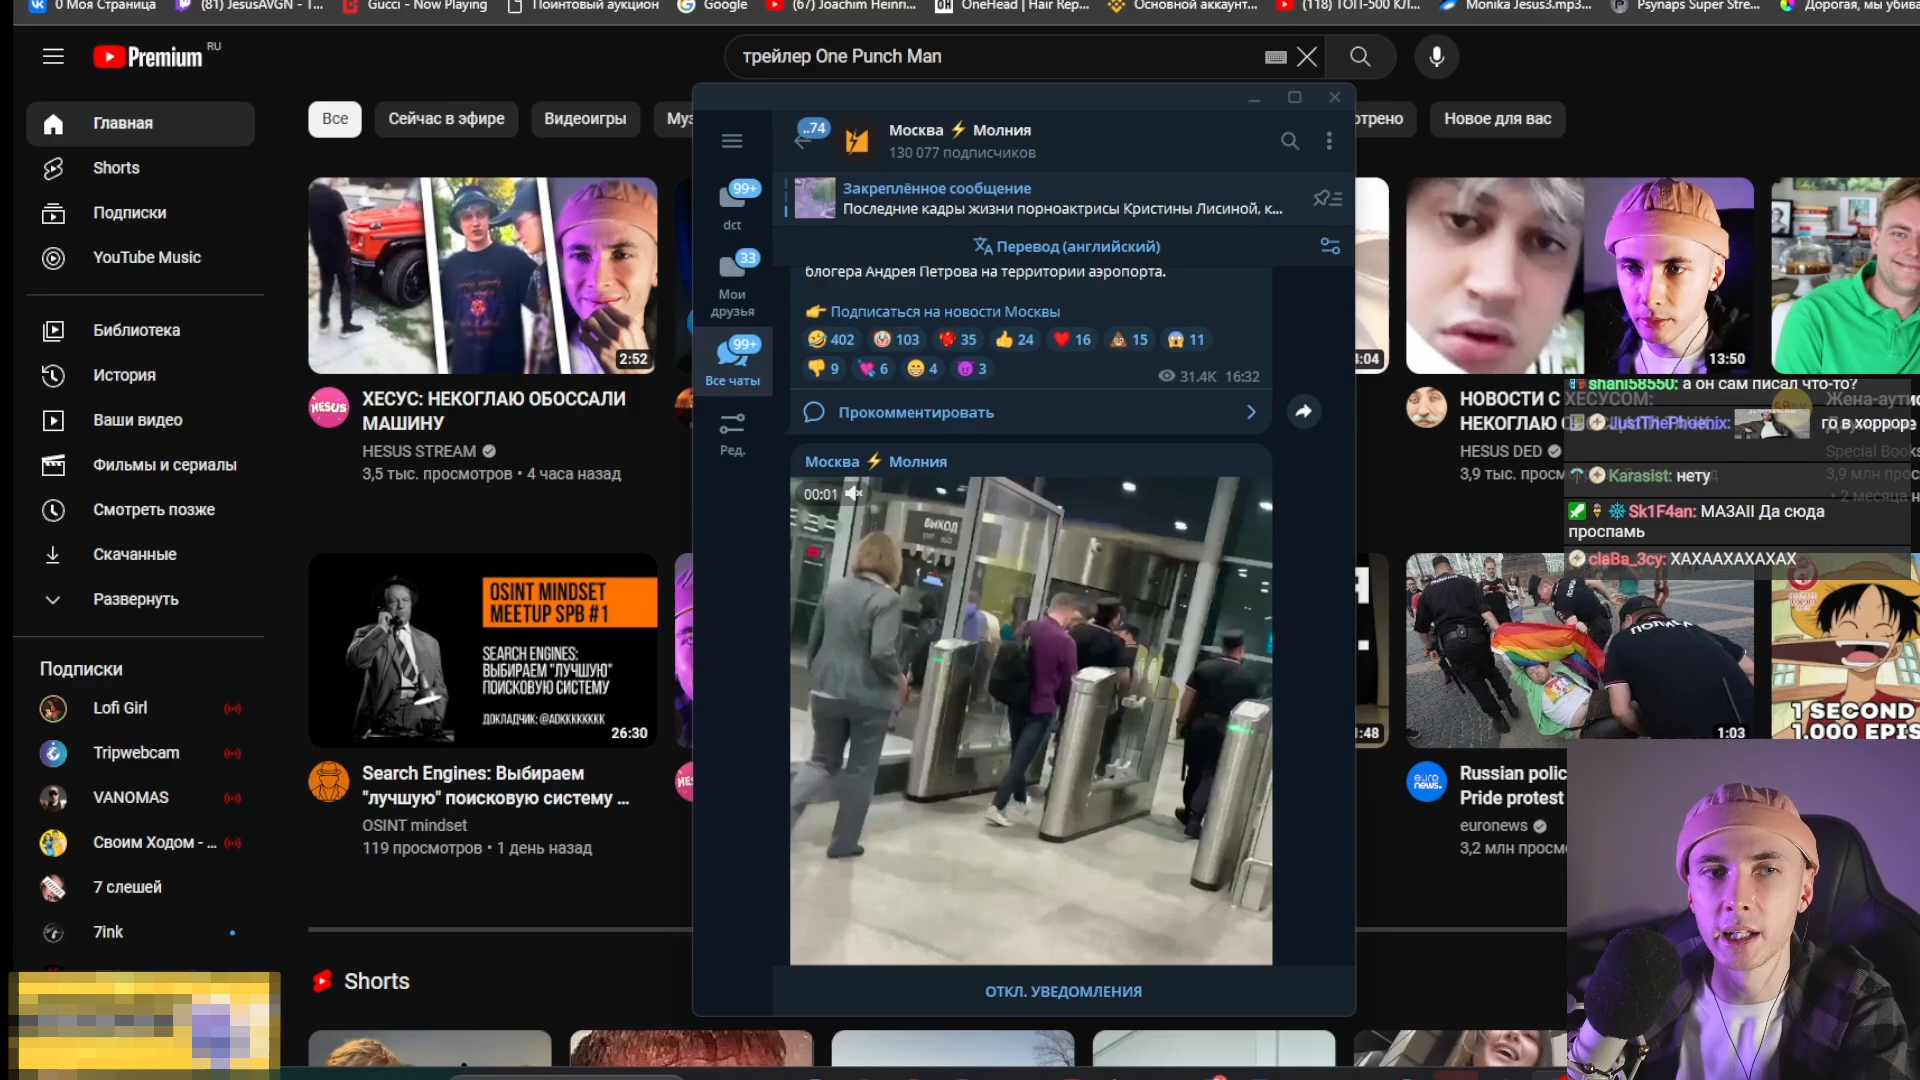 0 Моя Страница
(81) JesusAVGN - T...
Gucci - Now Playing
Поинтовый аукцион
Google
(67) Joachim Heinri...
OneHead | Hair Rep...
Основной аккаунт...
(118) ТОП-500 КЛ...
Monika Jesus3.mp3...
Psynaps Super Stre...
Дорогая, мы убива
Premium RU
трейлер One Punch Man
Главная
Shorts
Подписки
YouTube Music
Библиотека
История
Ваши видео
Фильмы и сериалы
Смотреть позже
Скачанные
Развернуть
Подписки
Lofi Girl
Tripwebcam
VANOMAS
Своим Ходом - ...
7 слешей
7ink
Все
Сейчас в эфире
Видеоигры
Муз
трено
Новое для вас
2:52
HESUS
ХЕСУС: НЕКОГЛАЮ ОБОССАЛИ
МАШИНУ
HESUS STREAM
3,5 тыс. просмотров • 4 часа назад
OSINT MINDSET
MEETUP SPB #1
SEARCH ENGINES:
ВЫБИРАЕМ "ЛУЧШУЮ"
ПОИСКОВУЮ СИСТЕМУ
ДОКЛАДЧИК: @ADKKKKKKKK
26:30
Search Engines: Выбираем
"лучшую" поисковую систему ...
OSINT mindset
119 просмотров • 1 день назад
Shorts
..74
Москва ⚡ Молния
130 077 подписчиков
99+
dct
33
Мои
друзья
99+
Все чаты
Ред.
Закреплённое сообщение
Последние кадры жизни порноактрисы Кристины Лисиной, к...
Перевод (английский)
блогера Андрея Петрова на территории аэропорта.
👉 Подписаться на новости Москвы
🤣 402 🤡 103 35 👍 24 ❤ 16 💩 15 😱 11
👎 9 💘 6 😁 4 😈 3
31.4K 16:32
Прокомментировать
Москва ⚡ Молния
00:01
ВЫХОД
ОТКЛ. УВЕДОМЛЕНИЯ
4:04
HE
1:48
13:50
НОВОСТИ С ХЕСУСОМ:
НЕКОГЛАЮ О
HESUS DED
3,9 тыс. просм
Жена-аути
Special Books
3,9 млн прос
• 2 месяца н
shani58550: а он сам писал что-то?
JustThePhoenix: го в хорроре
Karasist: нету
Sk1F4an: МАЗАII Да сюда
проспамь
claBa_3cy: ХАХААХАХАХАХ
ПОЛИЦИ
1:03
1 SECOND
1,000 EPIS
euro
news.
Russian polic
Pride protest
euronews
3,2 млн просм